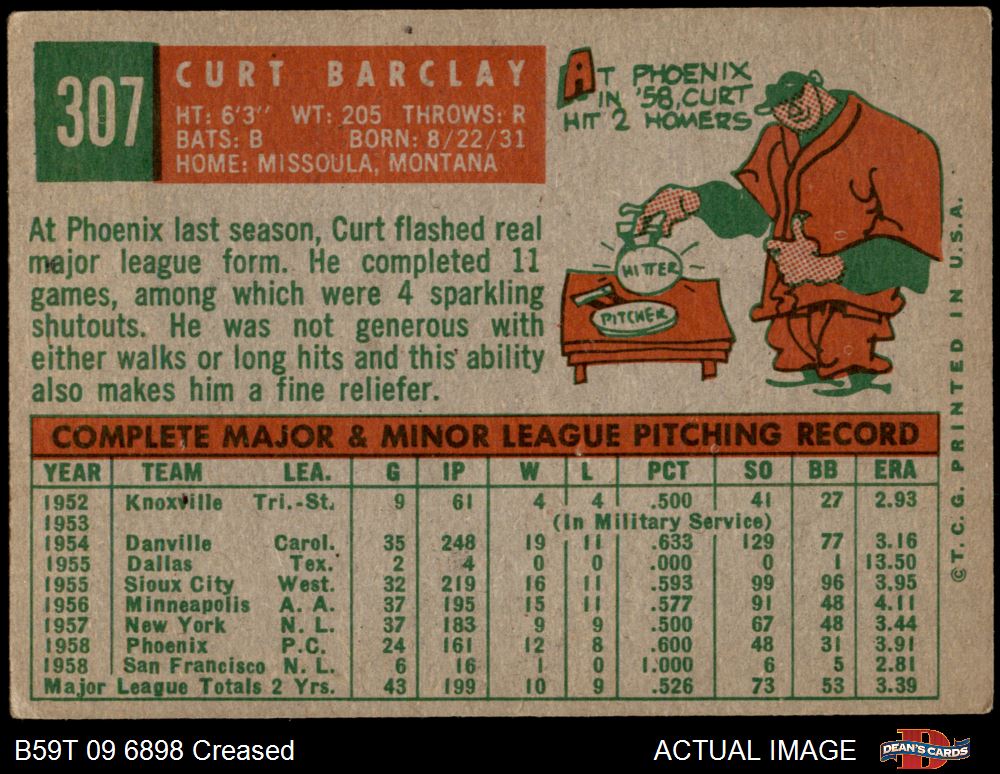 307
CURT BARCLAY
HT: 6'3" WT: 205 THROWS: R
BATS: B BORN: 8/22/31
HOME: MISSOULA, MONTANA
AT PHOENIX
IN '58, CURT
HIT 2 HOMERS
HITTER
PITCHER
At Phoenix last season, Curt flashed real
major league form. He completed 11
games, among which were 4 sparkling
shutouts. He was not generous with
either walks or long hits and this ability
also makes him a fine reliefer.
COMPLETE MAJOR & MINOR LEAGUE PITCHING RECORD
YEAR TEAM LEA. G IP W L PCT SO BB ERA
1952 Knoxville Tri.-St. 9 61 4 4 .500 41 27 2.93
1953 (In Military Service)
1954 Danville Carol. 35 248 19 11 .633 129 77 3.16
1955 Dallas Tex. 2 4 0 0 .000 0 1 13.50
1955 Sioux City West. 32 219 16 11 .593 99 96 3.95
1956 Minneapolis A. A. 37 195 15 11 .577 91 48 4.11
1957 New York N. L. 37 183 9 9 .500 67 48 3.44
1958 Phoenix P.C. 24 161 12 8 .600 48 31 3.91
1958 San Francisco N. L. 6 16 1 0 1.000 6 5 2.81
Major League Totals 2 Yrs. 43 199 10 9 .526 73 53 3.39
© T. C. G. PRINTED IN U.S.A.
B59T 09 6898 Creased
ACTUAL IMAGE
DEAN'S CARDS